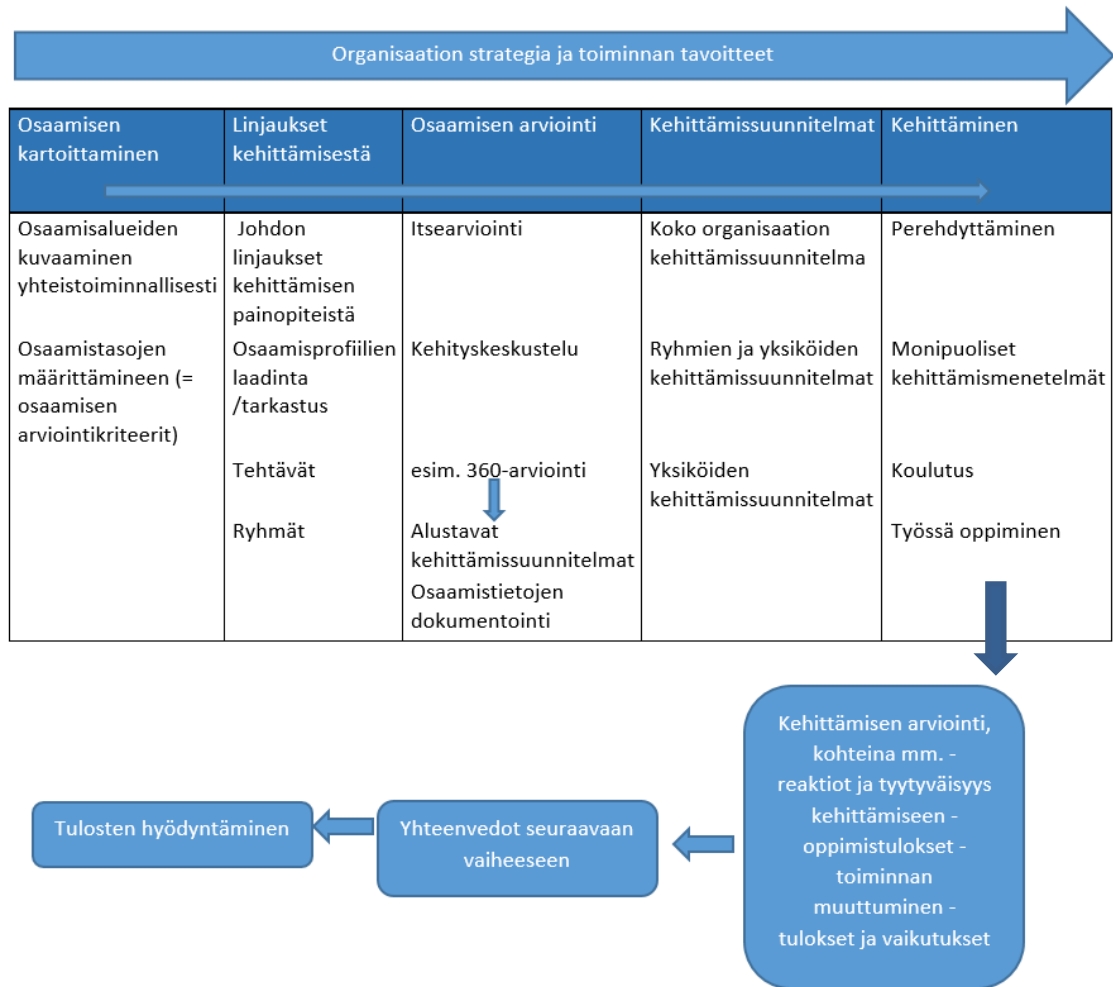 Organisaation strategia ja toiminnan tavoitteet
Osaamisen
kartoittaminen
Linjaukset
kehittämisestä
Osaamisen arviointi
Kehittämissuunnitelmat
Kehittäminen
Osaamisalueiden
kuvaaminen
yhteistoiminnallisesti
Johdon
linjaukset
kehittämisen
painopiteistä
Itsearviointi
Koko organisaation
kehittämissuunnitelma
Perehdyttäminen
Osaamistasojen
määrittämineen (=
osaamisen
arviointikriteerit)
Osaamisprofiilien
laadinta
/tarkastus
Kehityskeskustelu
Ryhmien ja yksiköiden
kehittämissuunnitelmat
Monipuoliset
kehittämismenetelmät
Tehtävät
esim. 360-arviointi
Yksiköiden
kehittämissuunnitelmat
Koulutus
Ryhmät
Alustavat
kehittämissuunnitelmat
Työssä oppiminen
Osaamistietojen
dokumentointi
Kehittämisen arviointi,
kohteina mm. -
reaktiot ja tyytyväisyys
kehittämiseen -
oppimistulokset -
toiminnan
muuttuminen -
tulokset ja vaikutukset
Yhteenvedot seuraavaan
vaiheeseen
Tulosten hyödyntäminen